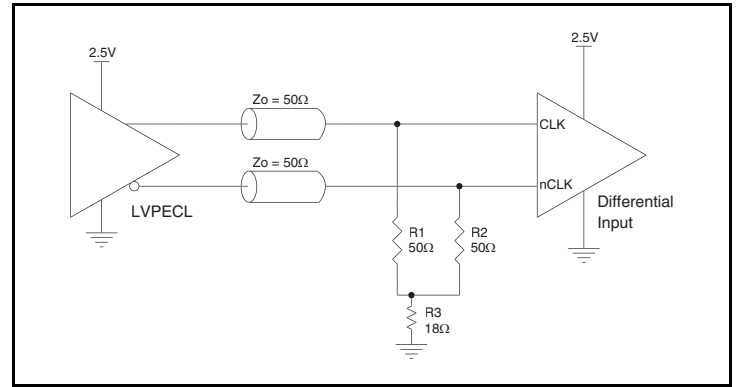 2.5V
2.5V
Zo = 50Ω
CLK
Zo = 50Ω
nCLK
LVPECL
Differential
Input
R1
50Ω
R2
50Ω
R3
18Ω